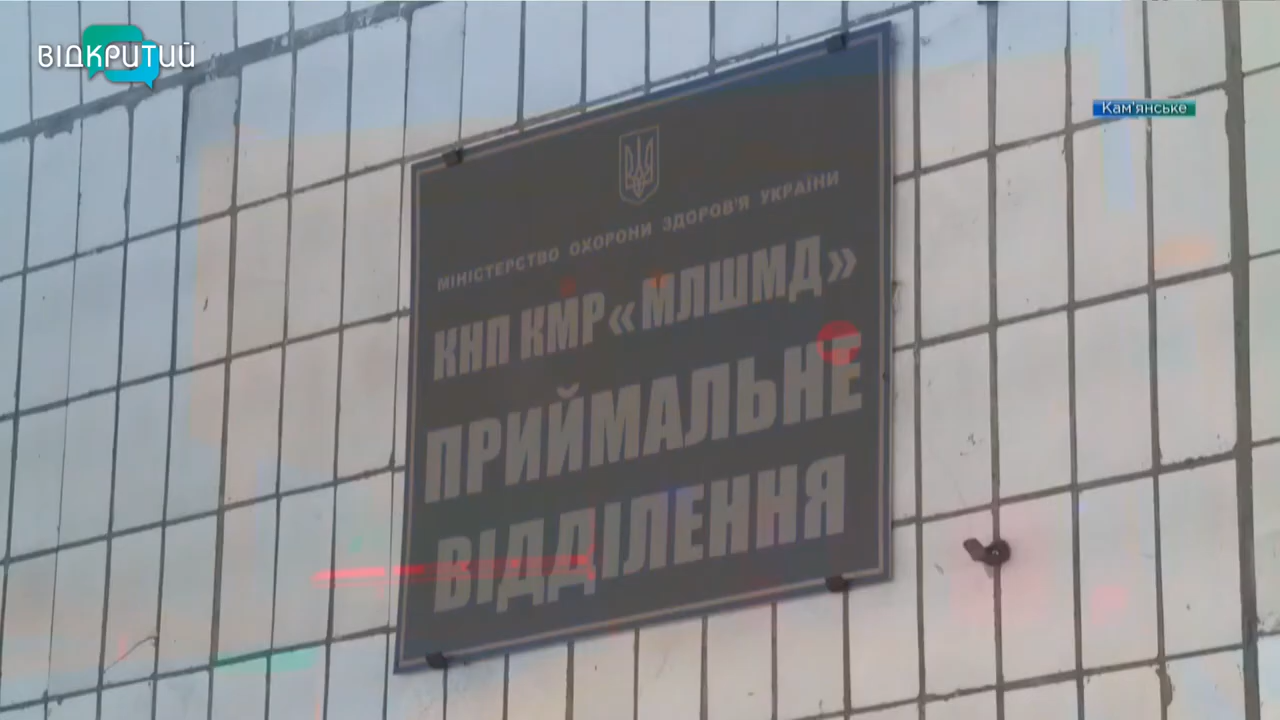 ВІДКРИТИЙ
Кам'янське
МІНІСТЕРСТВО ОХОРОНИ ЗДОРОВ'Я УКРАЇНИ
КНП КМР «МЛШМД»
ПРИЙМАЛЬНЕ
ВІДДІЛЕННЯ